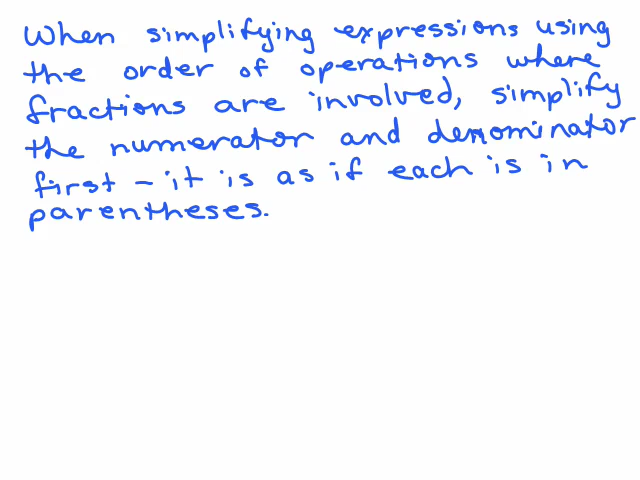 When simplifying expressions using
the order of operations where
fractions are involved, simplify
the numerator and denominator
first - it is as if each is in
parentheses.